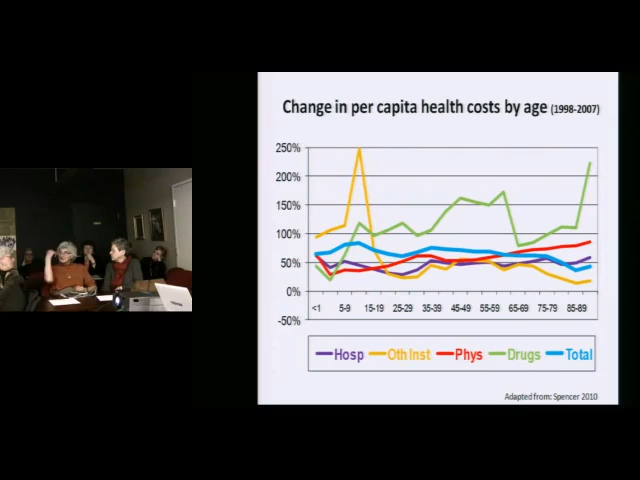 Change in per capita health costs by age (1998-2007)
250%
200%
150%
100%
50%
0%
-50%
<1 5-9 15-19 25-29 35-39 45-49 55-59 65-69 75-79 85-89
Hosp Oth Inst Phys Drugs Total
Adapted from: Spencer 2010